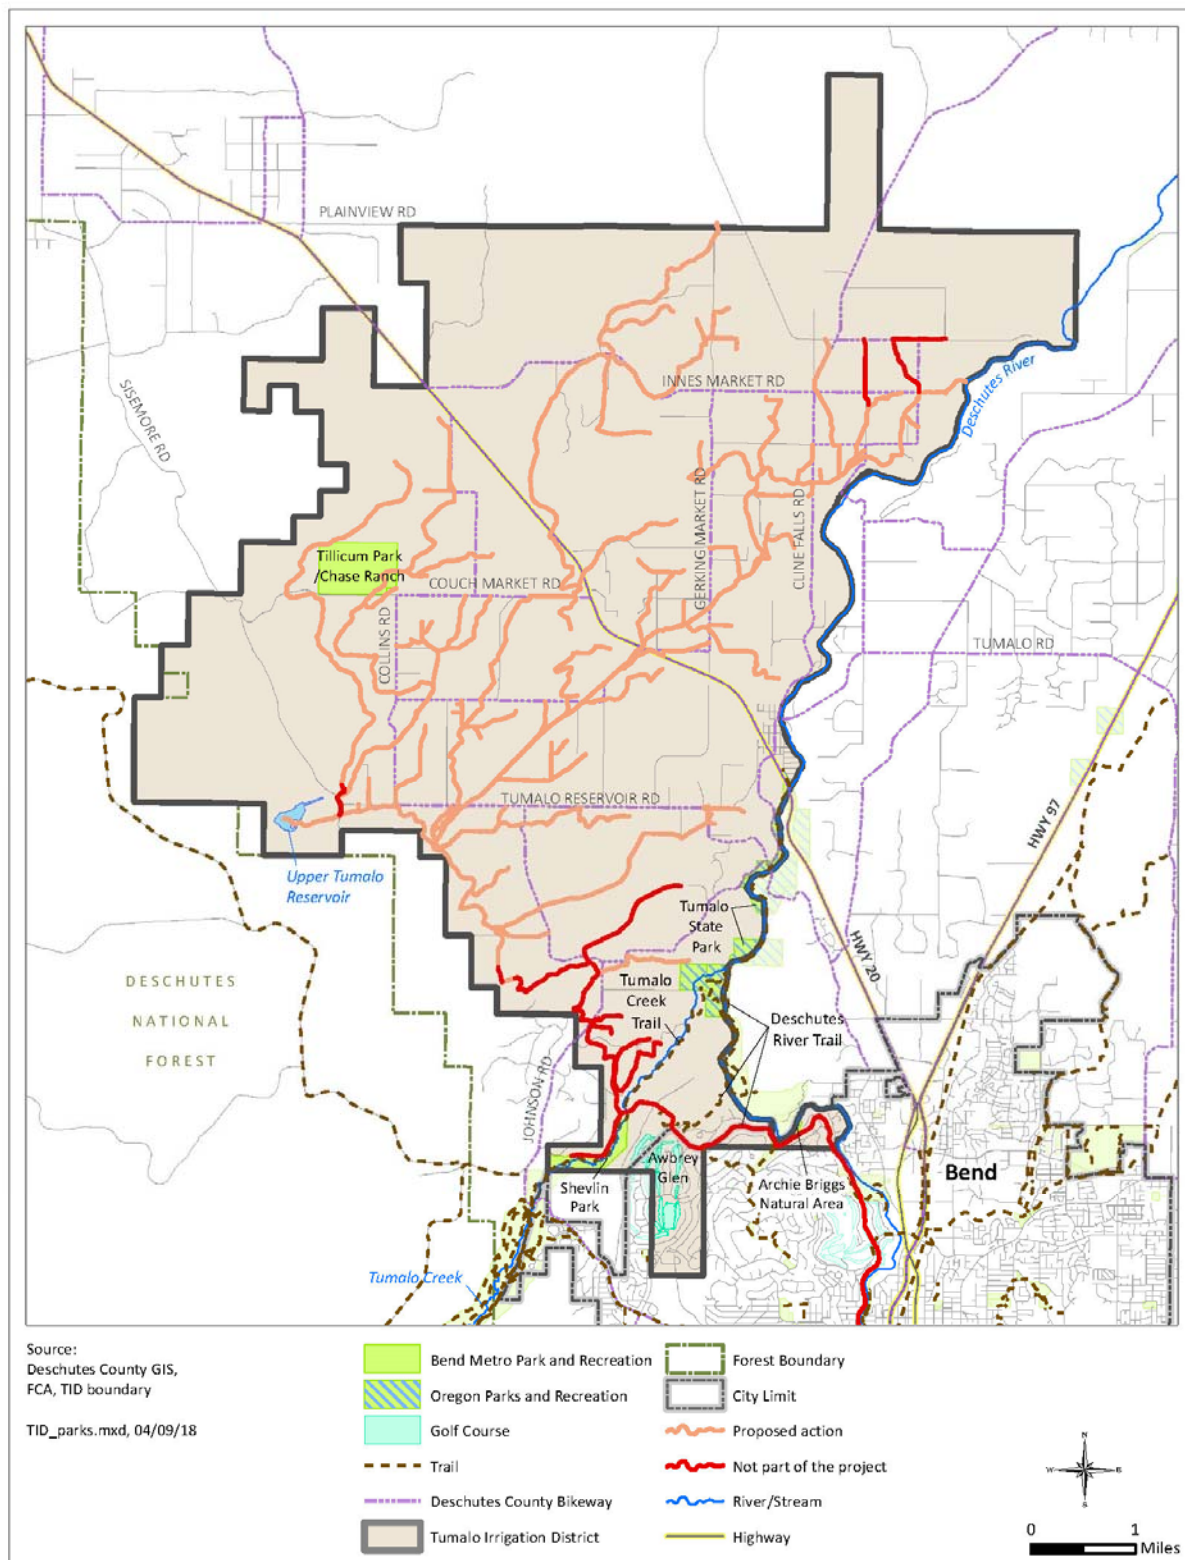 PLAINVIEW RD
SISEMORE RD
INNES MARKET RD
Deschutes River
GERKING MARKET RD
CLINE FALLS RD
Tillicum Park
/Chase Ranch
COUCH MARKET RD
COLLINS RD
TUMALO RD
HWY 97
TUMALO RESERVOIR RD
Upper Tumalo
Reservoir
Tumalo
State
Park
HWY 20
DESCHUTES
NATIONAL
FOREST
Tumalo
Creek
Trail
Deschutes
River Trail
JOHNSON RD
Awbrey
Glen
Shevlin
Park
Archie Briggs
Natural Area
Bend
Tumalo Creek
Source:
Deschutes County GIS,
FCA, TID boundary
TID_parks.mxd, 04/09/18
Bend Metro Park and Recreation
Oregon Parks and Recreation
Golf Course
Trail
Deschutes County Bikeway
Tumalo Irrigation District
Forest Boundary
City Limit
Proposed action
Not part of the project
River/Stream
Highway
N
W
E
S
0 1
Miles